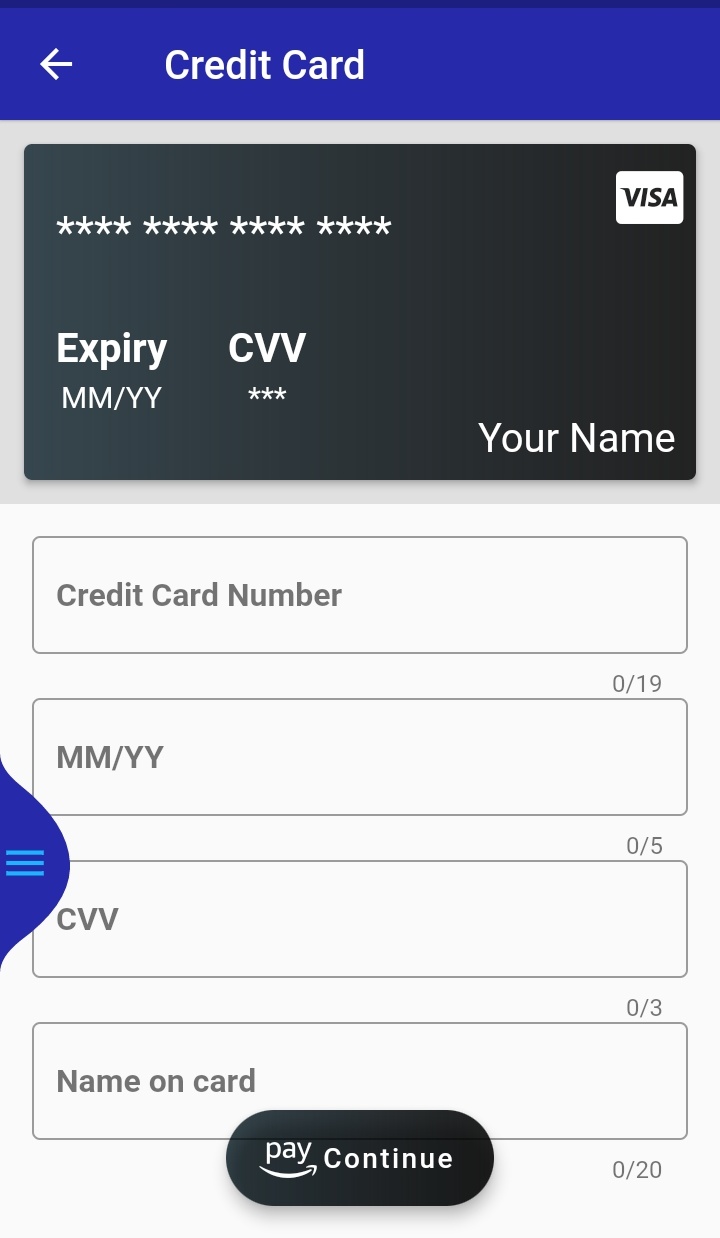 Credit Card
VISA
**** **** **** ****
Expiry CVV
MM/YY ***
Your Name
Credit Card Number
0/19
MM/YY
0/5
CVV
0/3
Name on card
pay Continue
0/20